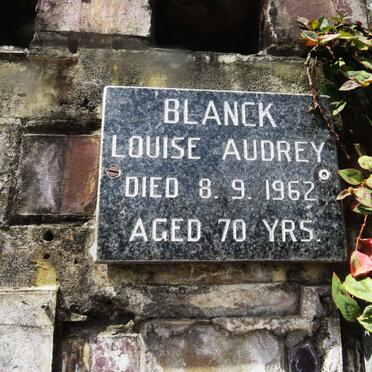 BLANCK
LOUISE AUDREY
DIED 8. 9. 1962
AGED 70 YRS.